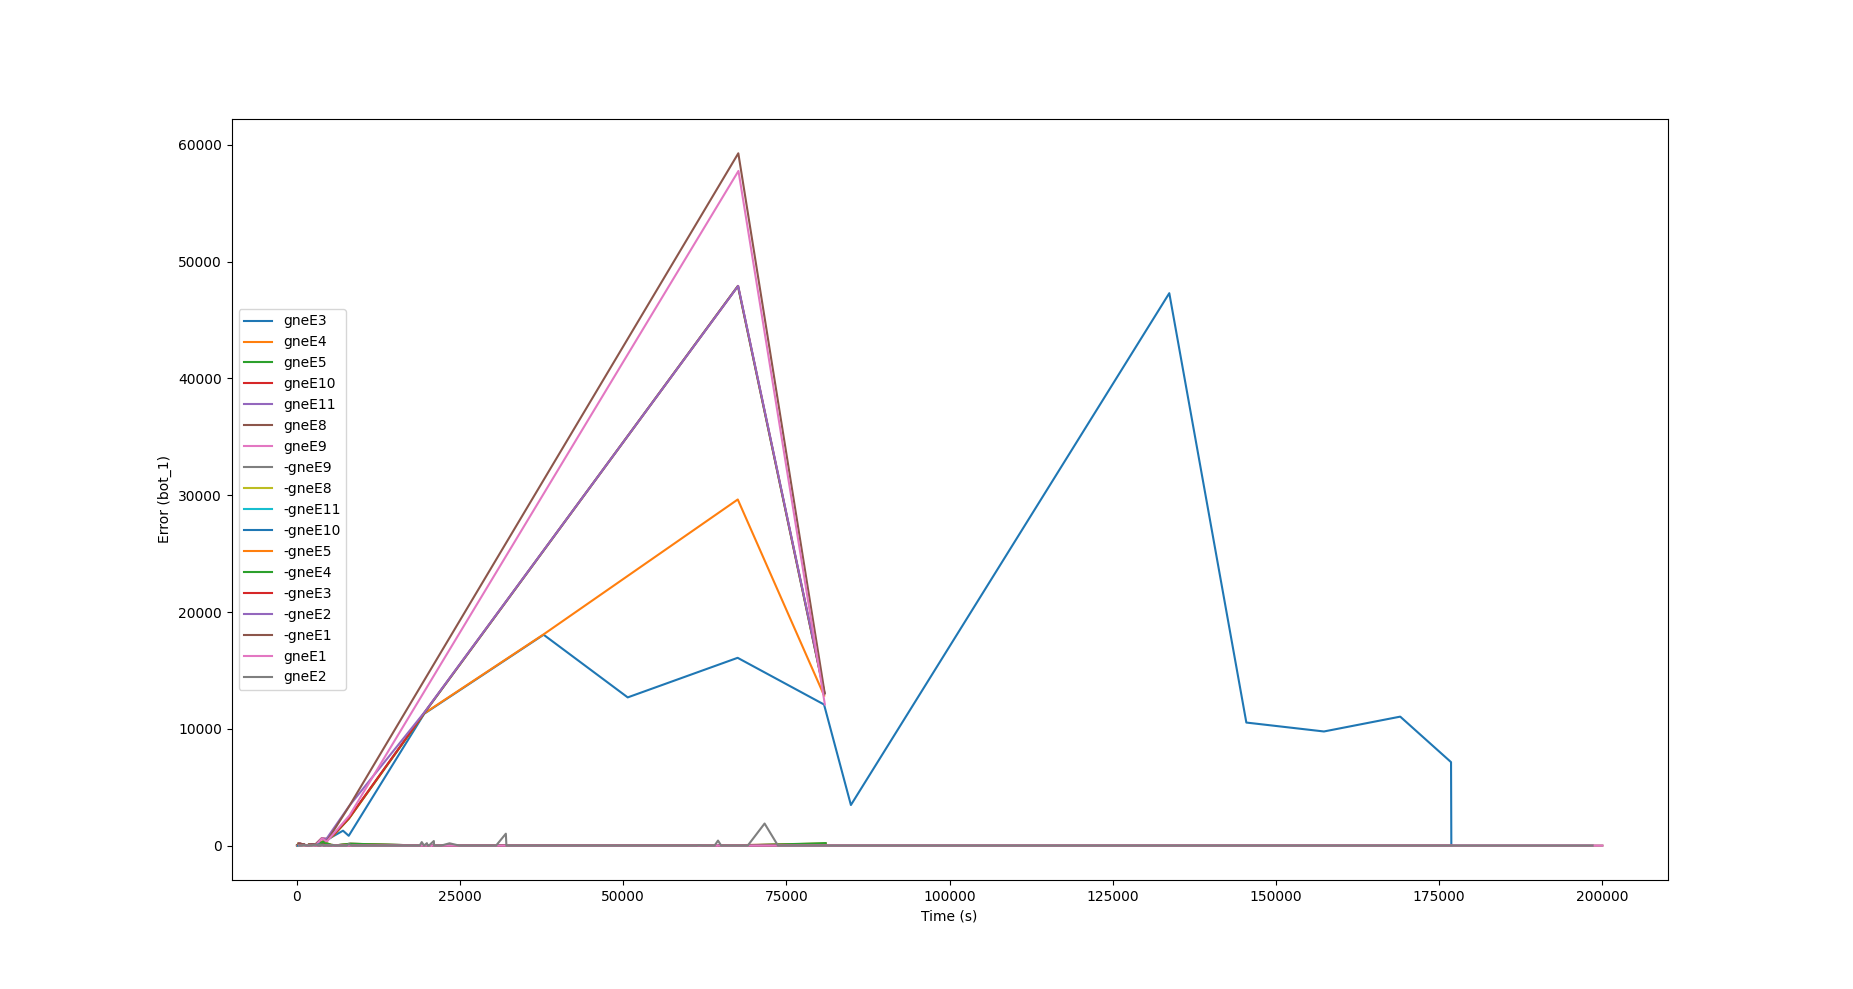 60000
50000
40000
30000
20000
10000
0
Error (bot_1)
gneE3
gneE4
gneE5
gneE10
gneE11
gneE8
gneE9
-gneE9
-gneE8
-gneE11
-gneE10
-gneE5
-gneE4
-gneE3
-gneE2
-gneE1
gneE1
gneE2
0 25000 50000 75000 100000 125000 150000 175000 200000
Time (s)